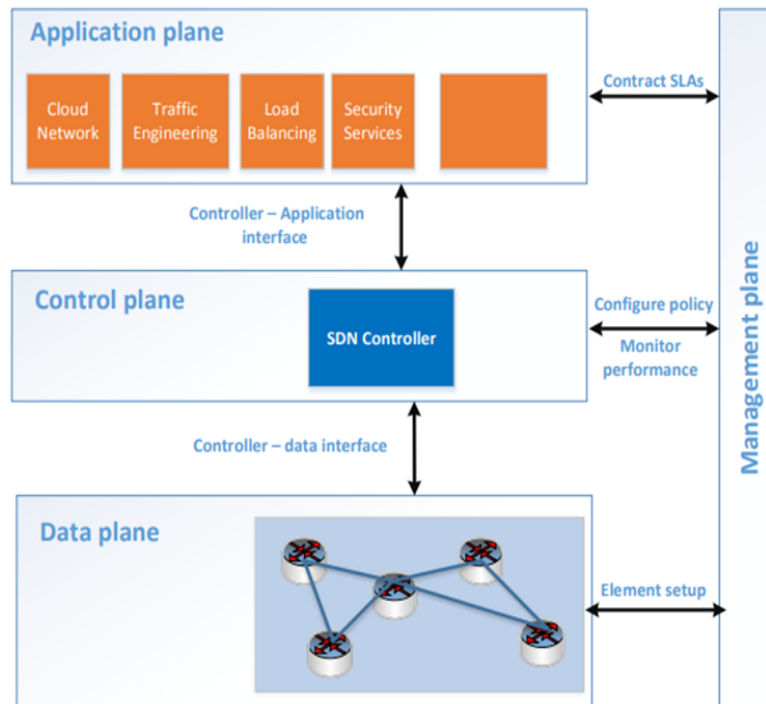 Application plane
Cloud
Network
Traffic
Engineering
Load
Balancing
Security
Services
Contract SLAs
Controller – Application
interface
Control plane
SDN Controller
Configure policy
Monitor
performance
Management plane
Controller – data interface
Data plane
Element setup